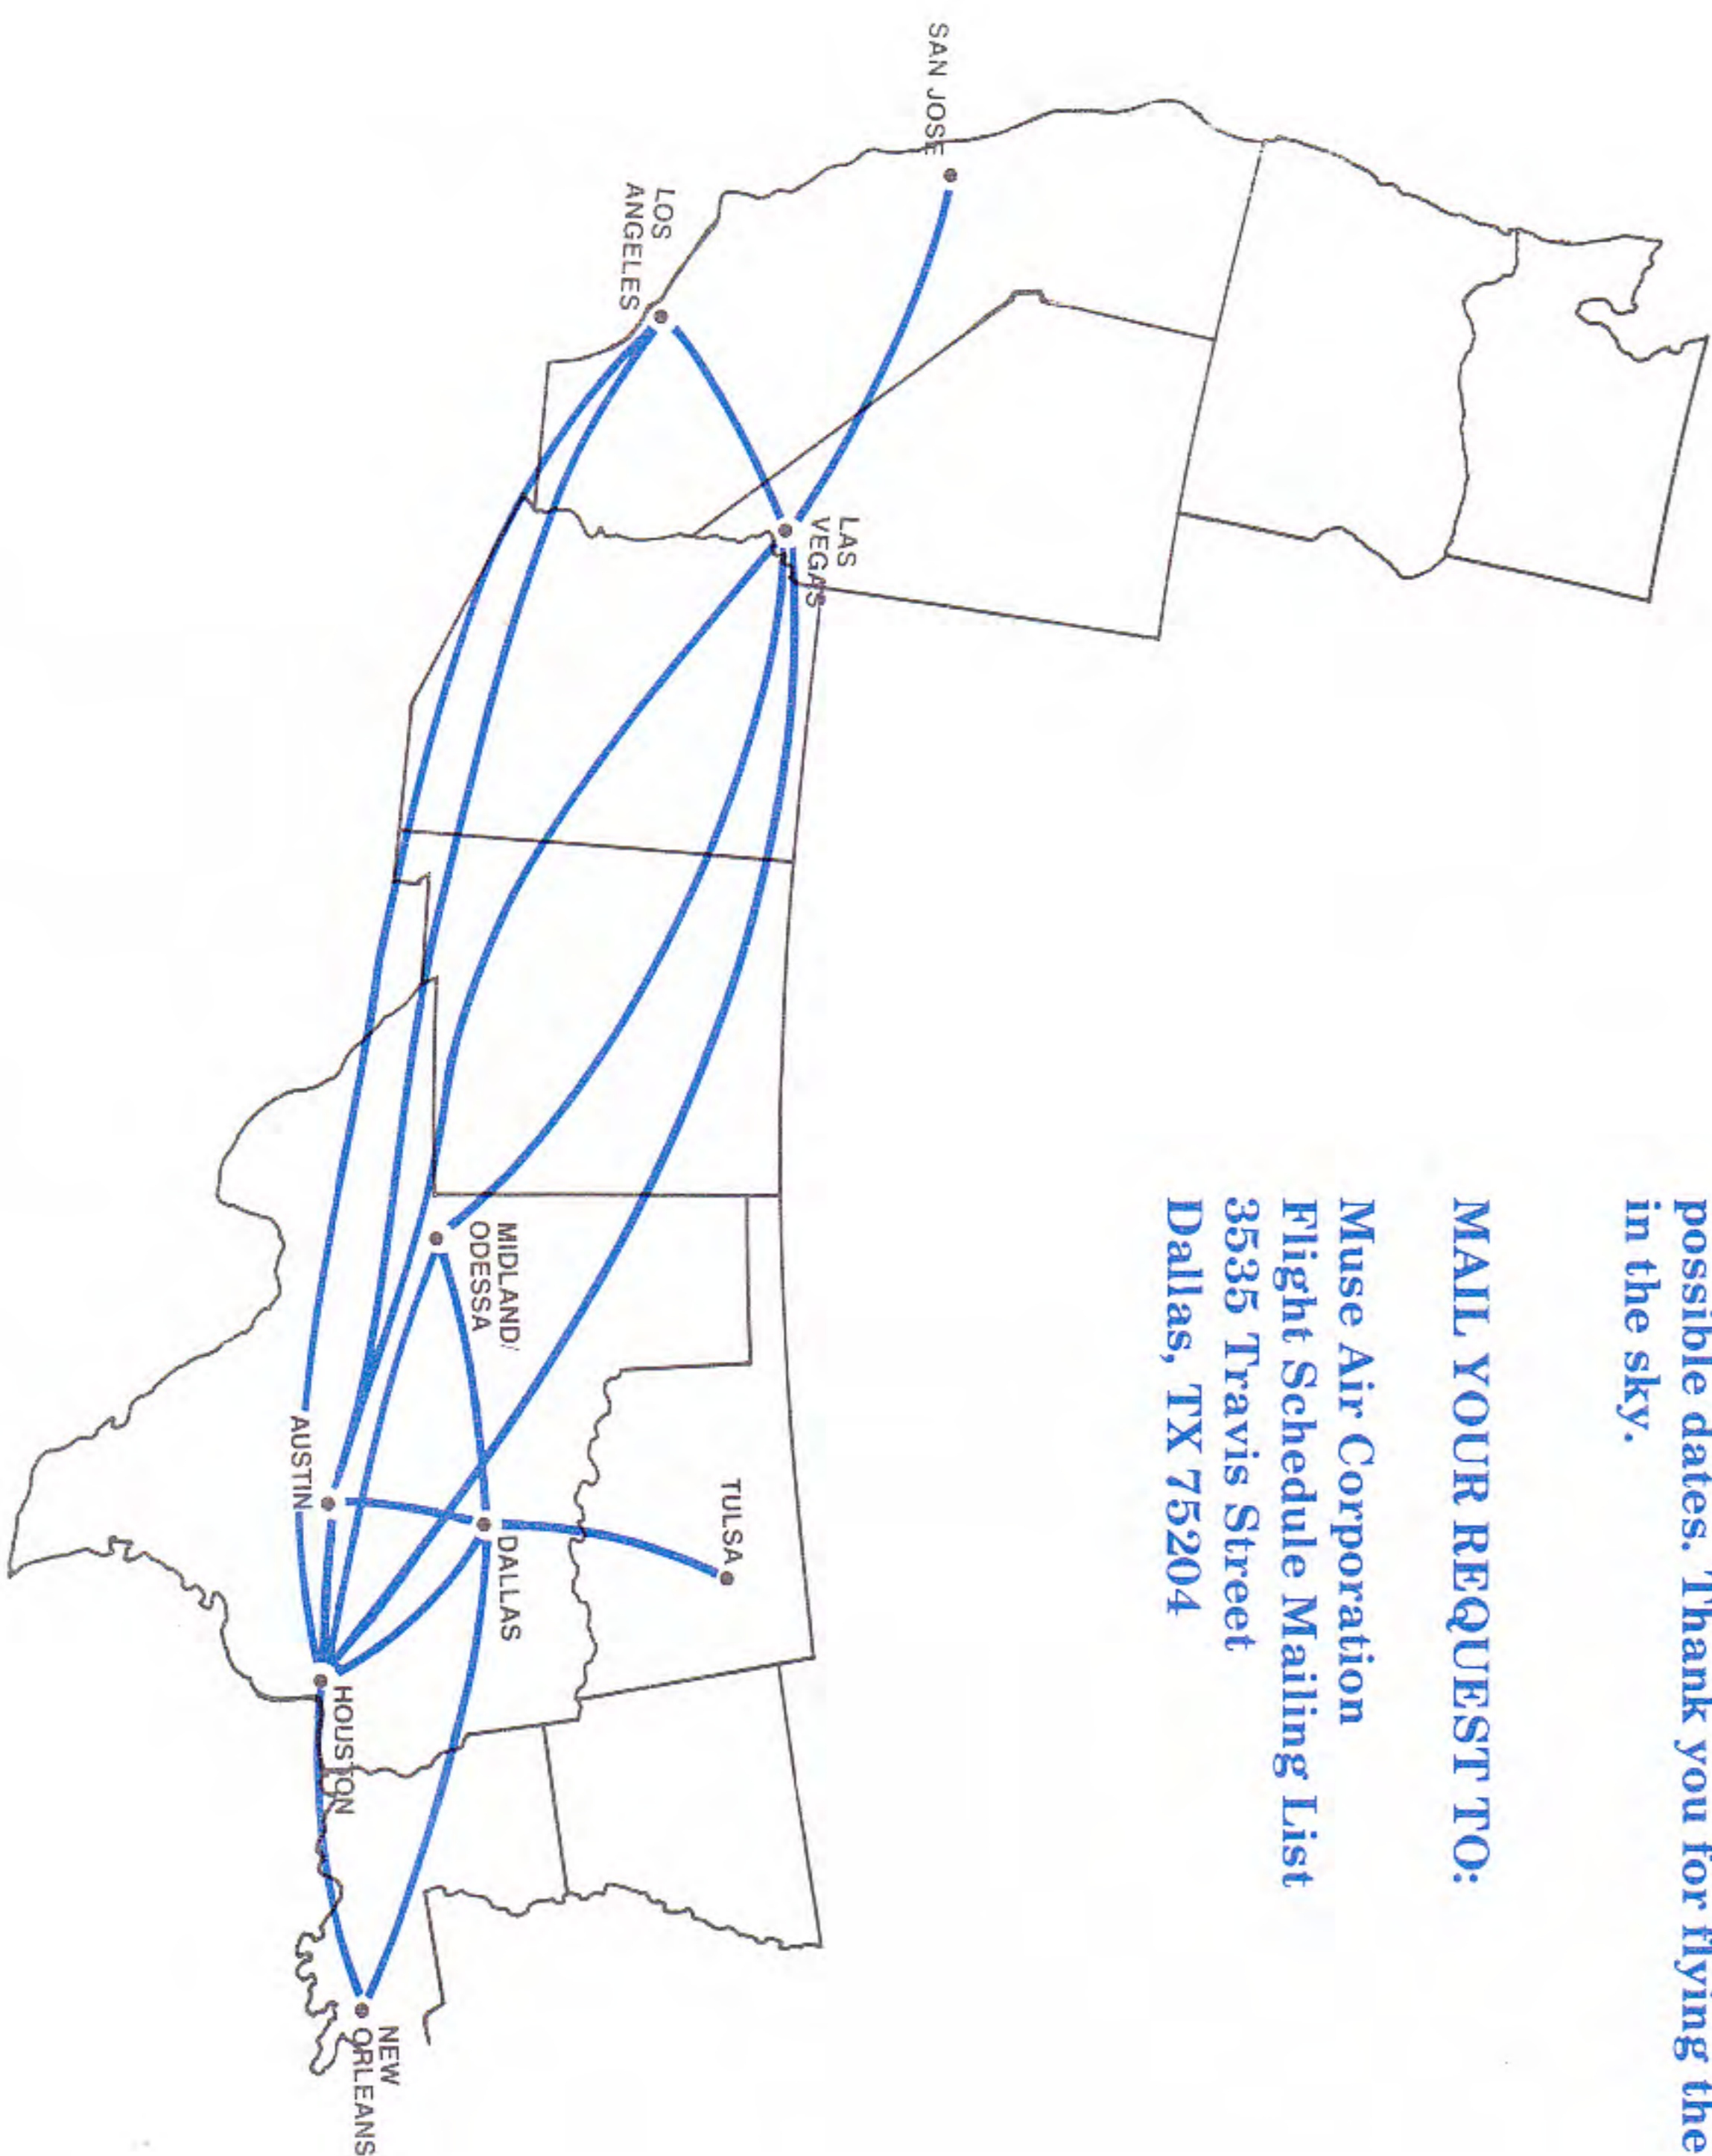 possible dates. Thank you for flying the
in the sky.
MAIL YOUR REQUEST TO:
Muse Air Corporation
Flight Schedule Mailing List
3535 Travis Street
Dallas, TX 75204
SAN JOSE
LOS
ANGELES
LAS
VEGAS
MIDLAND/
ODESSA
TULSA
DALLAS
AUSTIN
HOUSTON
NEW
ORLEANS